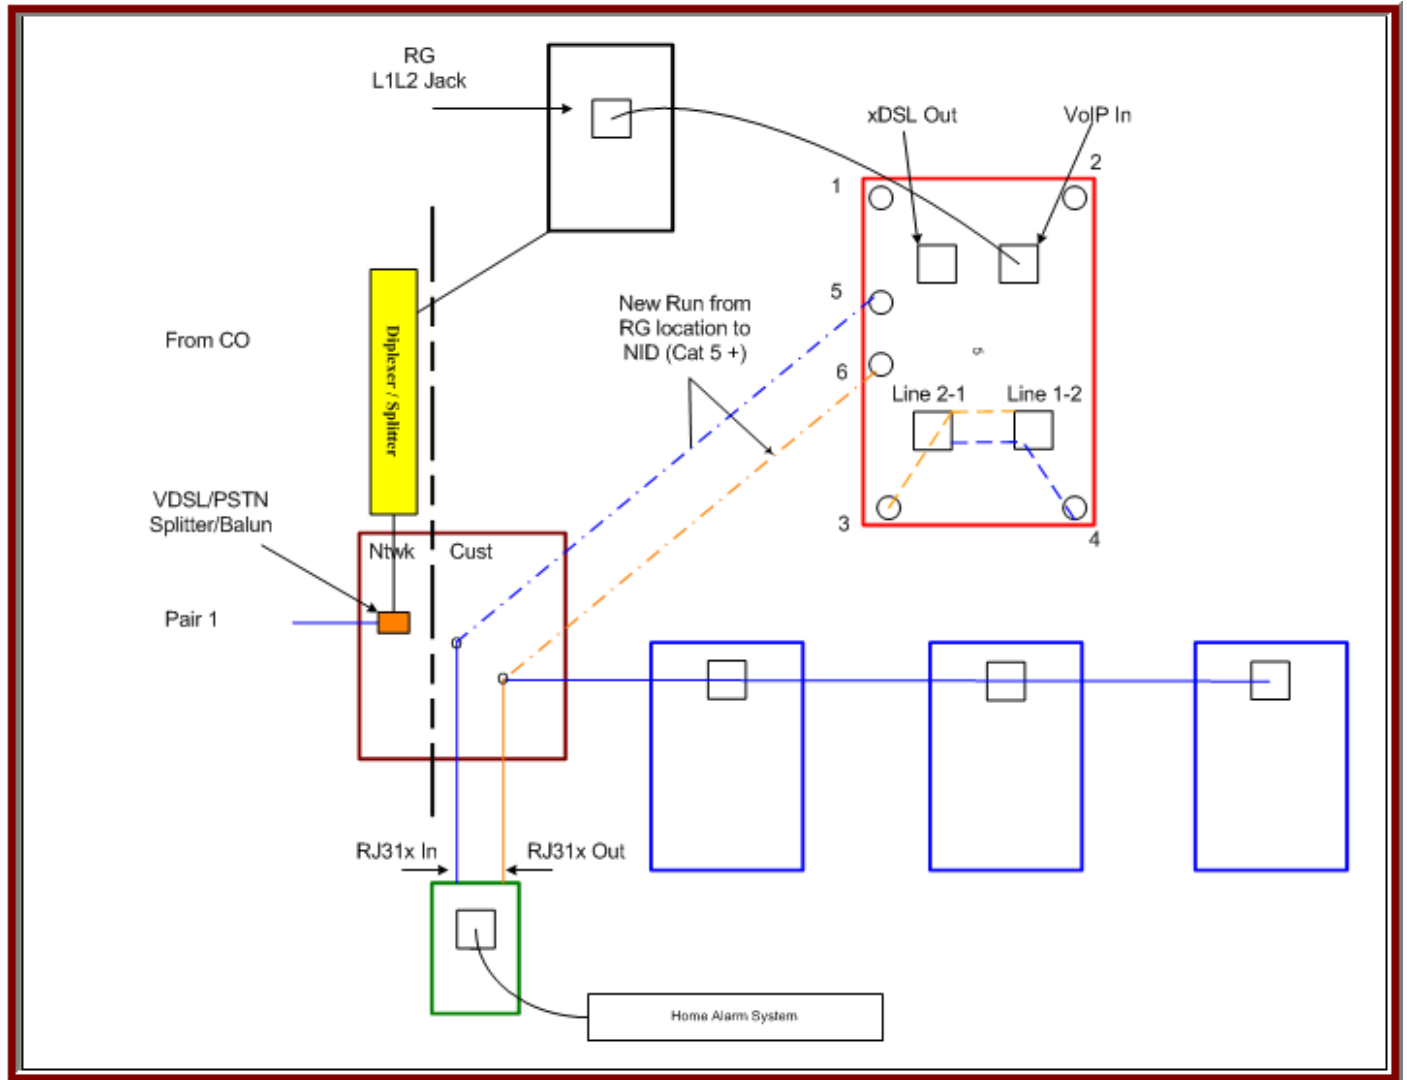 RG
L1L2 Jack
xDSL Out
VoIP In
1
2
5
6
New Run from
RG location to
NID (Cat 5 +)
From CO
Diplexer / Splitter
Line 2-1
Line 1-2
3
4
VDSL/PSTN
Splitter/Balun
Ntwk
Cust
Pair 1
RJ31x In
RJ31x Out
Home Alarm System